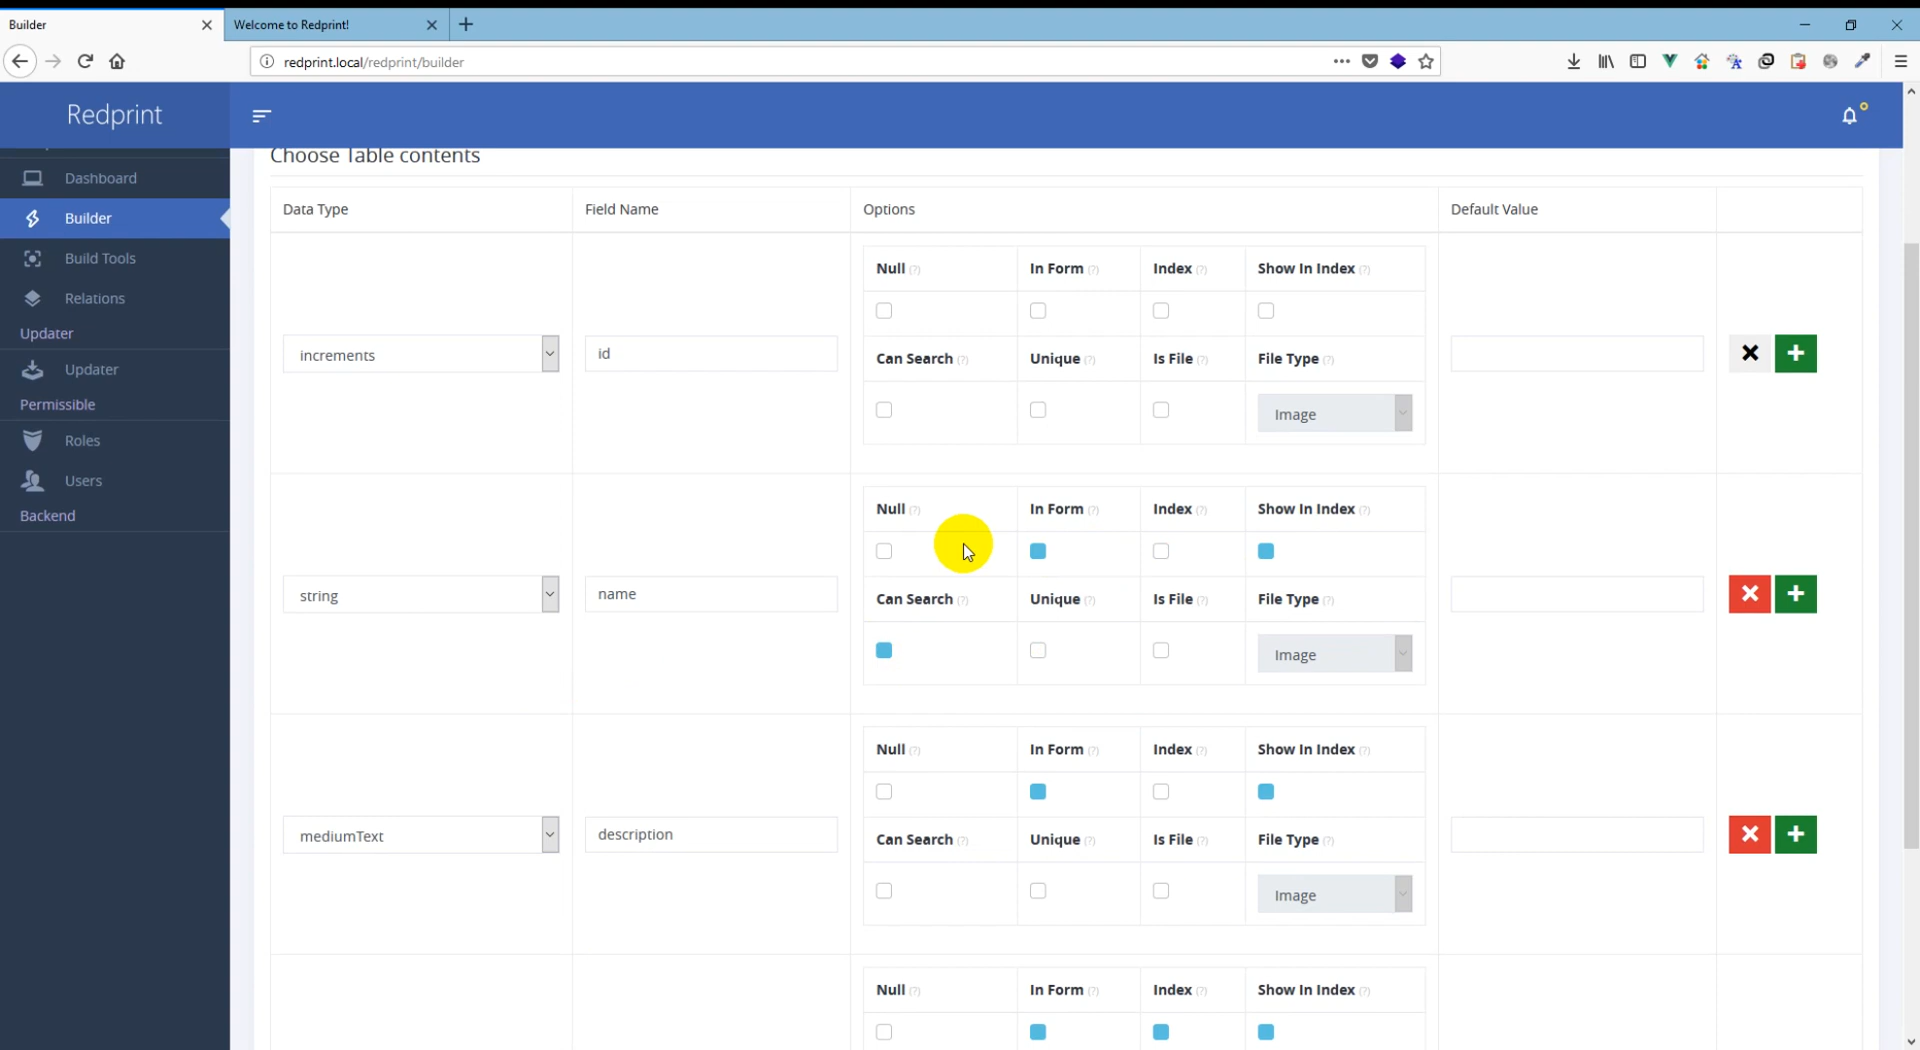 Builder
Welcome to Redprint!
redprint.local/redprint/builder
Redprint
Choose Table contents
Dashboard
Builder
Build Tools
Relations
Updater
Updater
Permissible
Roles
Users
Backend
Data Type Field Name Options Default Value
Null (?) In Form (?) Index (?) Show In Index (?)
increments id
Can Search (?) Unique (?) Is File (?) File Type (?)
Image
Null (?) In Form (?) Index (?) Show In Index (?)
string name
Can Search (?) Unique (?) Is File (?) File Type (?)
Image
Null (?) In Form (?) Index (?) Show In Index (?)
mediumText description
Can Search (?) Unique (?) Is File (?) File Type (?)
Image
Null (?) In Form (?) Index (?) Show In Index (?)